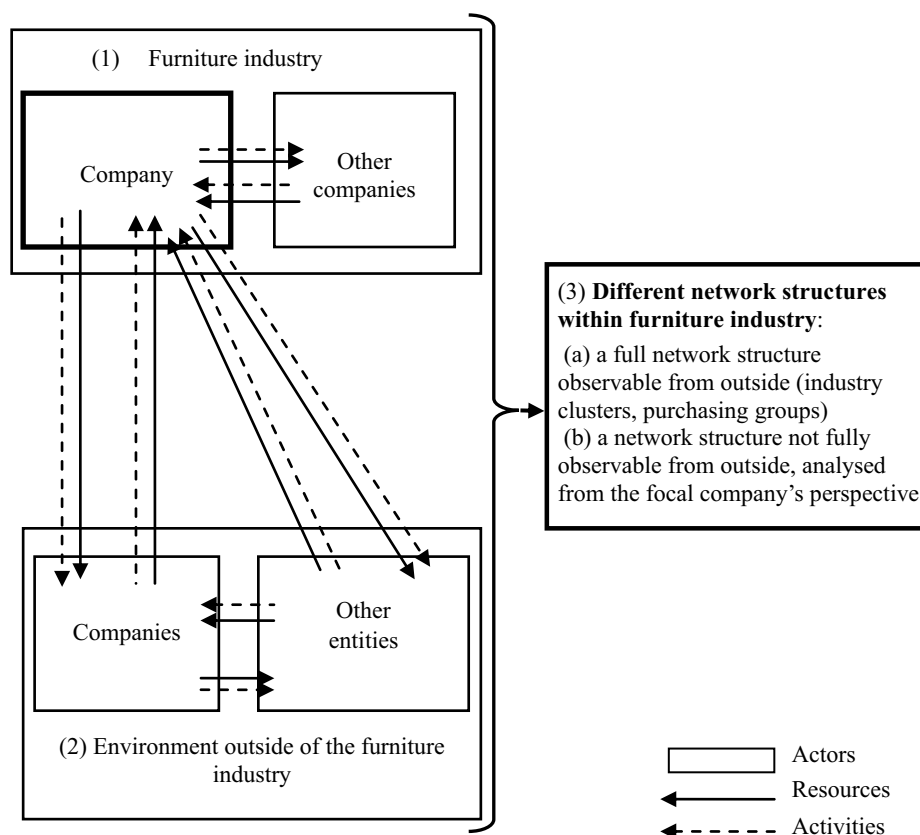 (1) Furniture industry
Company
Other
companies
(3) Different network structures
within furniture industry:
(a) a full network structure
observable from outside (industry
clusters, purchasing groups)
(b) a network structure not fully
observable from outside, analysed
from the focal company's perspective
Companies
Other
entities
(2) Environment outside of the furniture
industry
Actors
Resources
Activities